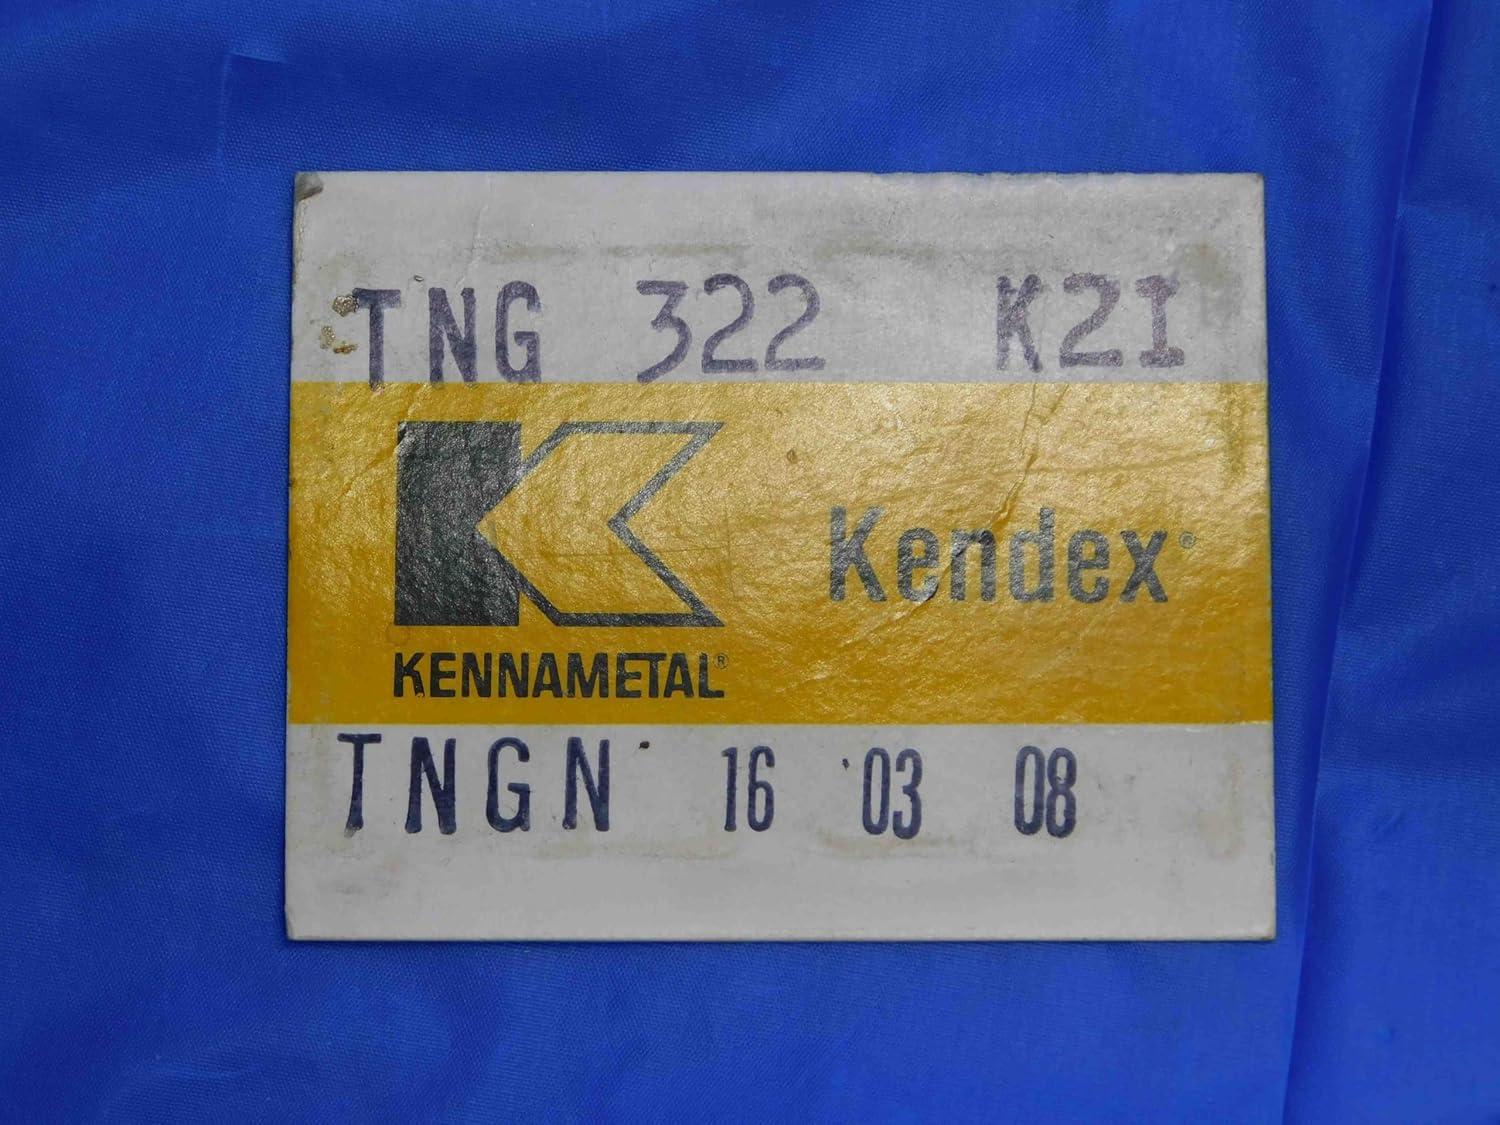 TNG 322 K21
Kendex®
KENNAMETAL®
TNGN 16 03 08